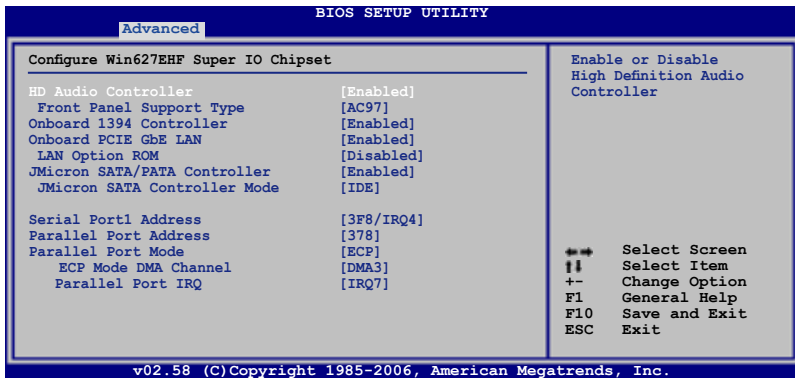 BIOS SETUP UTILITY
Advanced
Configure Win627EHF Super IO Chipset
HD Audio Controller [Enabled]
Front Panel Support Type [AC97]
Onboard 1394 Controller [Enabled]
Onboard PCIE GbE LAN [Enabled]
LAN Option ROM [Disabled]
JMicron SATA/PATA Controller [Enabled]
JMicron SATA Controller Mode [IDE]
Serial Port1 Address [3F8/IRQ4]
Parallel Port Address [378]
Parallel Port Mode [ECP]
ECP Mode DMA Channel [DMA3]
Parallel Port IRQ [IRQ7]
Enable or Disable
High Definition Audio
Controller
←→ Select Screen
↑↓ Select Item
+- Change Option
F1 General Help
F10 Save and Exit
ESC Exit
v02.58 (C)Copyright 1985-2006, American Megatrends, Inc.